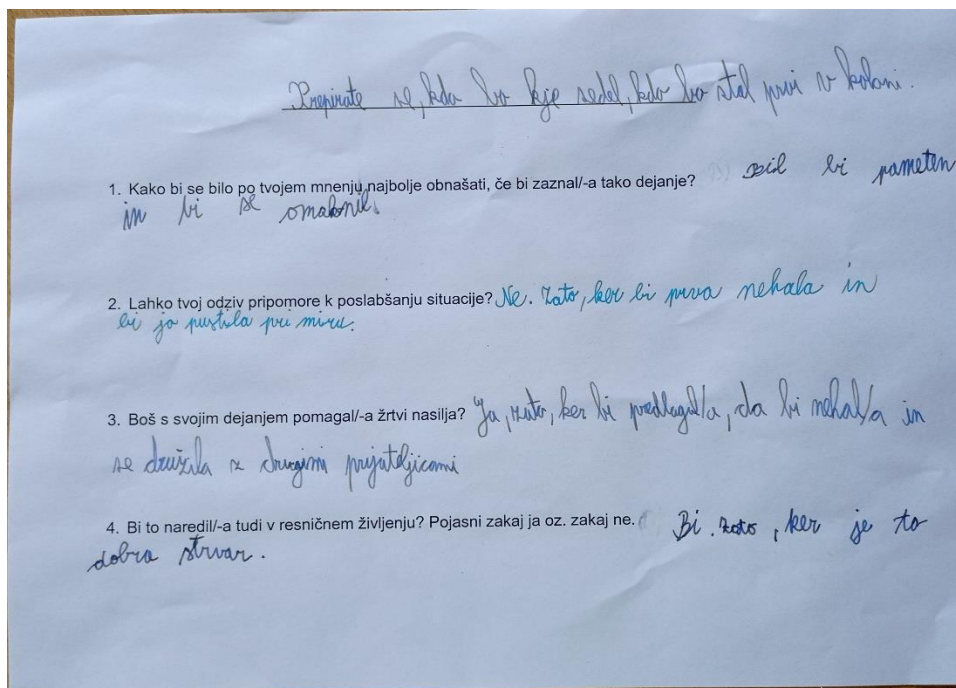 Prepirate se, kdo bo kje sedel, kdo bo stal prvi v koloni.
1. Kako bi se bilo po tvojem mnenju najbolje obnašati, če bi zaznal/-a tako dejanje? bil bi pameten
in bi se omaknil.
2. Lahko tvoj odziv pripomore k poslabšanju situacije? Ne. Zato, ker bi prva nehala in
bi jo pustila pri miru.
3. Boš s svojim dejanjem pomagal/-a žrtvi nasilja? Ja, zato, ker bi predlagal/a, da bi nehal/a in
se družila z drugimi prijateljicami
4. Bi to naredil/-a tudi v resničnem življenju? Pojasni zakaj ja oz. zakaj ne. Bi. zato, ker je to
dobra strvar.